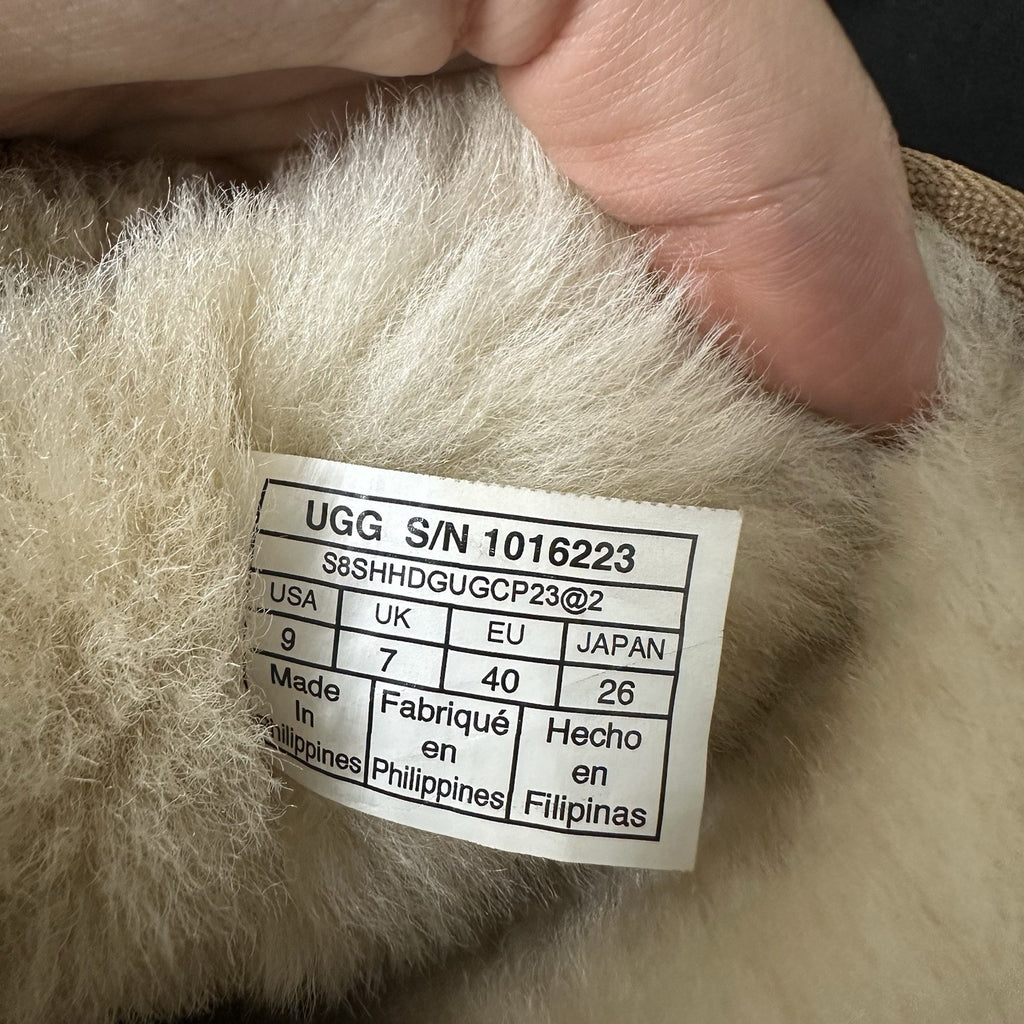 UGG S/N 1016223
S8SHHDGUGCP23@2
USA UK EU JAPAN
9 7 40 26
Made In Philippines
Fabriqué en Philippines
Hecho en Filipinas